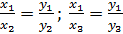 x₁/x₂ = y₁/y₂ ; x₁/x₃ = y₁/y₃